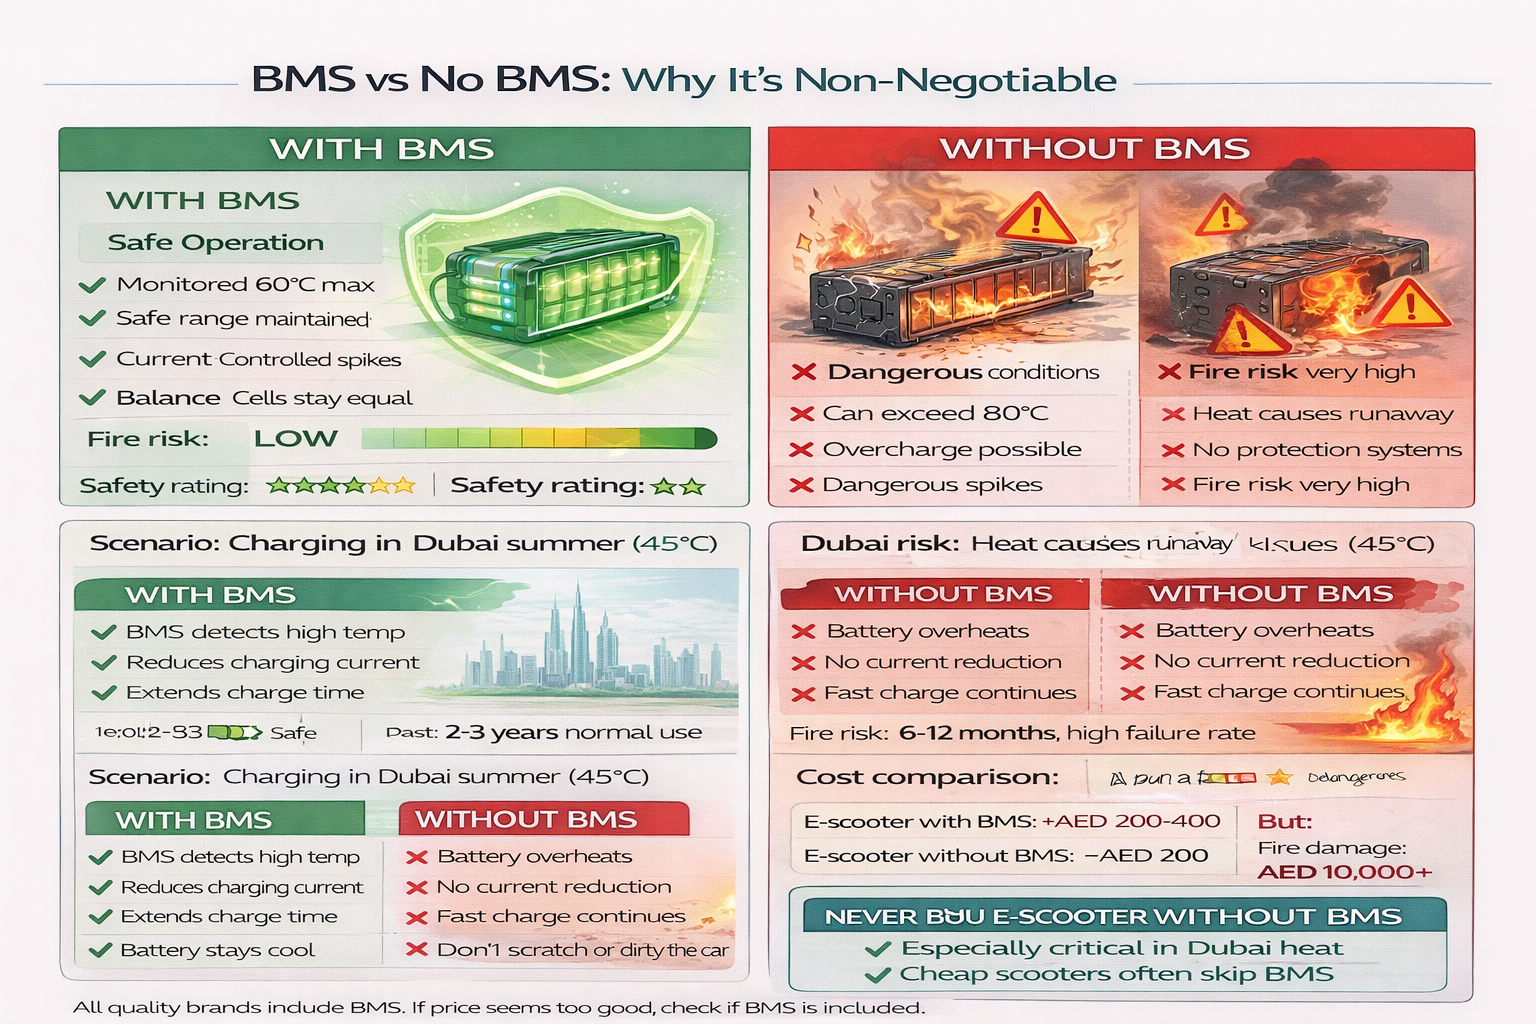 BMS vs No BMS: Why It's Non-Negotiable
WITH BMS
WITH BMS
Safe Operation
Monitored 60°C max
Safe range maintained
Current Controlled spikes
Balance Cells stay equal
Fire risk: LOW
Safety rating:
Safety rating:
WITHOUT BMS
Dangerous conditions
Can exceed 80°C
Overcharge possible
Dangerous spikes
Fire risk very high
Heat causes runaway
No protection systems
Fire risk very high
Scenario: Charging in Dubai summer (45°C)
WITH BMS
BMS detects high temp
Reduces charging current
Extends charge time
Safe
Past: 2-3 years normal use
Dubai risk: Heat causes runaway (45°C)
WITHOUT BMS
Battery overheats
No current reduction
Fast charge continues
WITHOUT BMS
Battery overheats
No current reduction
Fast charge continues
Fire risk: 6-12 months, high failure rate
Scenario: Charging in Dubai summer (45°C)
WITH BMS
BMS detects high temp
Reduces charging current
Extends charge time
Battery stays cool
WITHOUT BMS
Battery overheats
No current reduction
Fast charge continues
Don'1 scratch or dirty the car
Cost comparison:
E-scooter with BMS: +AED 200-400
E-scooter without BMS: −AED 200
But:
Fire damage:
AED 10,000+
NEVER E-SCOOTER WITHOUT BMS
Especially critical in Dubai heat
Cheap scooters often skip BMS
All quality brands include BMS. If price seems too good, check if BMS is included.